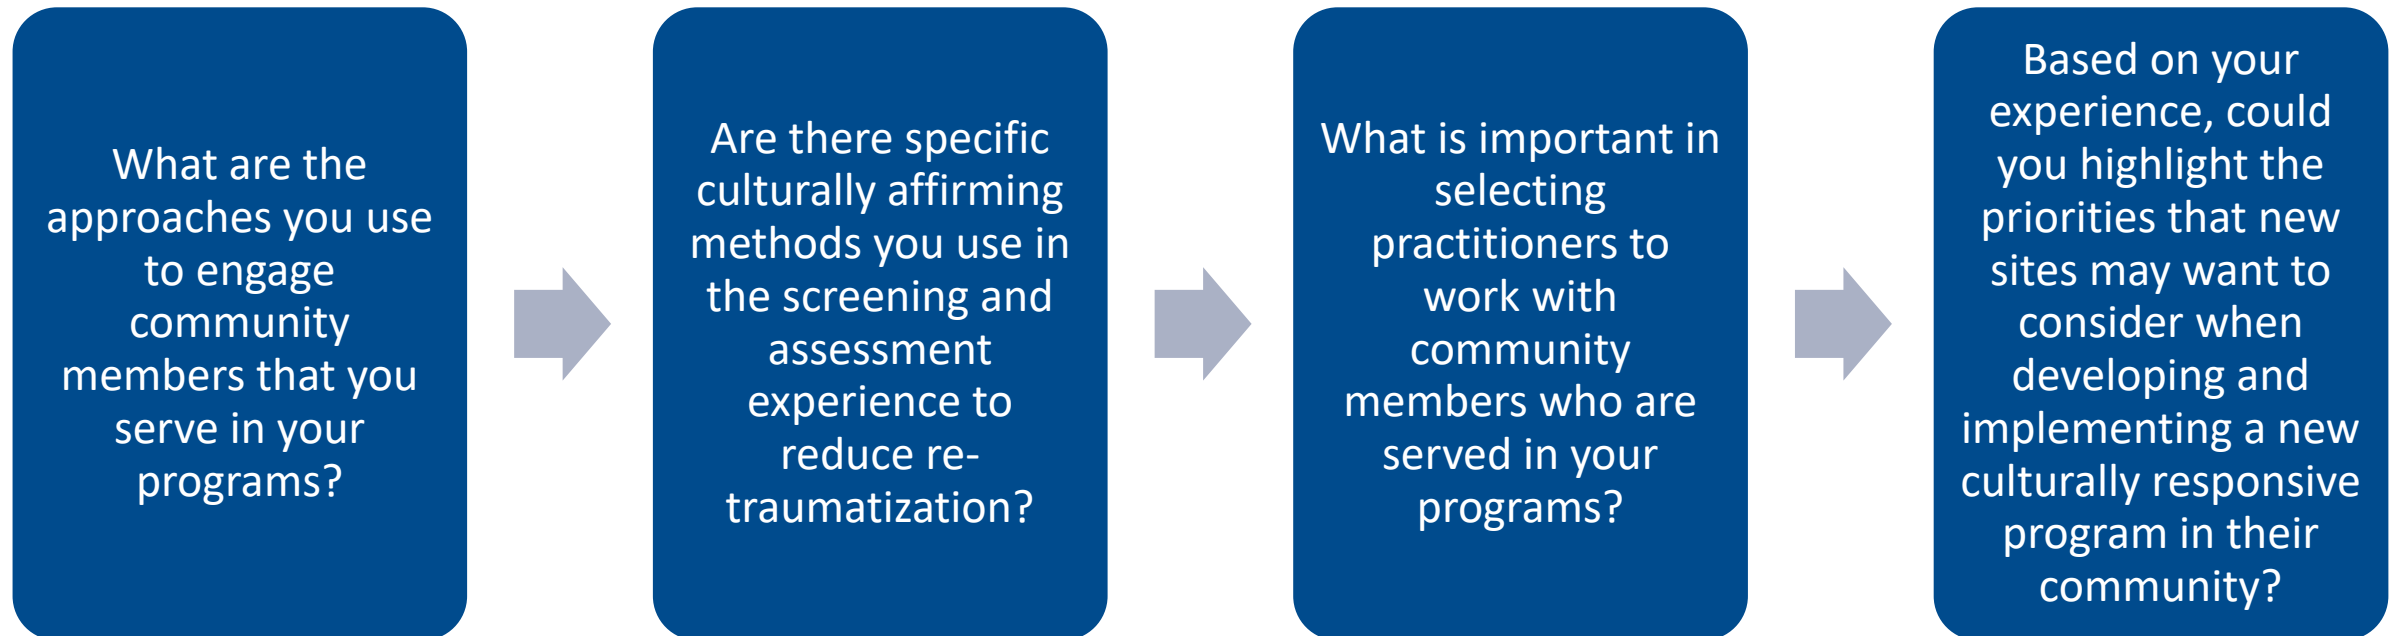 What are the
approaches you use
to engage
community
members that you
serve in your
programs?
Are there specific
culturally affirming
methods you use in
the screening and
assessment
experience to
reduce re-
traumatization?
What is important in
selecting
practitioners to
work with
community
members who are
served in your
programs?
Based on your
experience, could
you highlight the
priorities that new
sites may want to
consider when
developing and
implementing a new
culturally responsive
program in their
community?